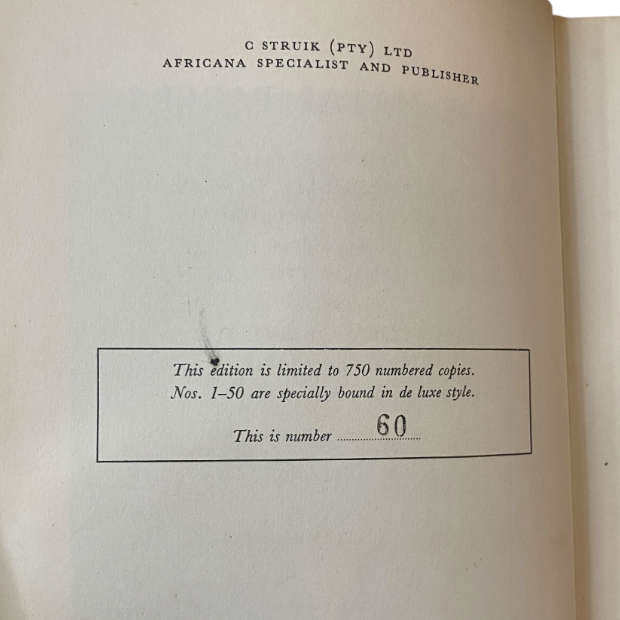 C STRUIK (PTY) LTD
AFRICANA SPECIALIST AND PUBLISHER
This edition is limited to 750 numbered copies.
Nos. 1–50 are specially bound in de luxe style.
This is number ........................ 60